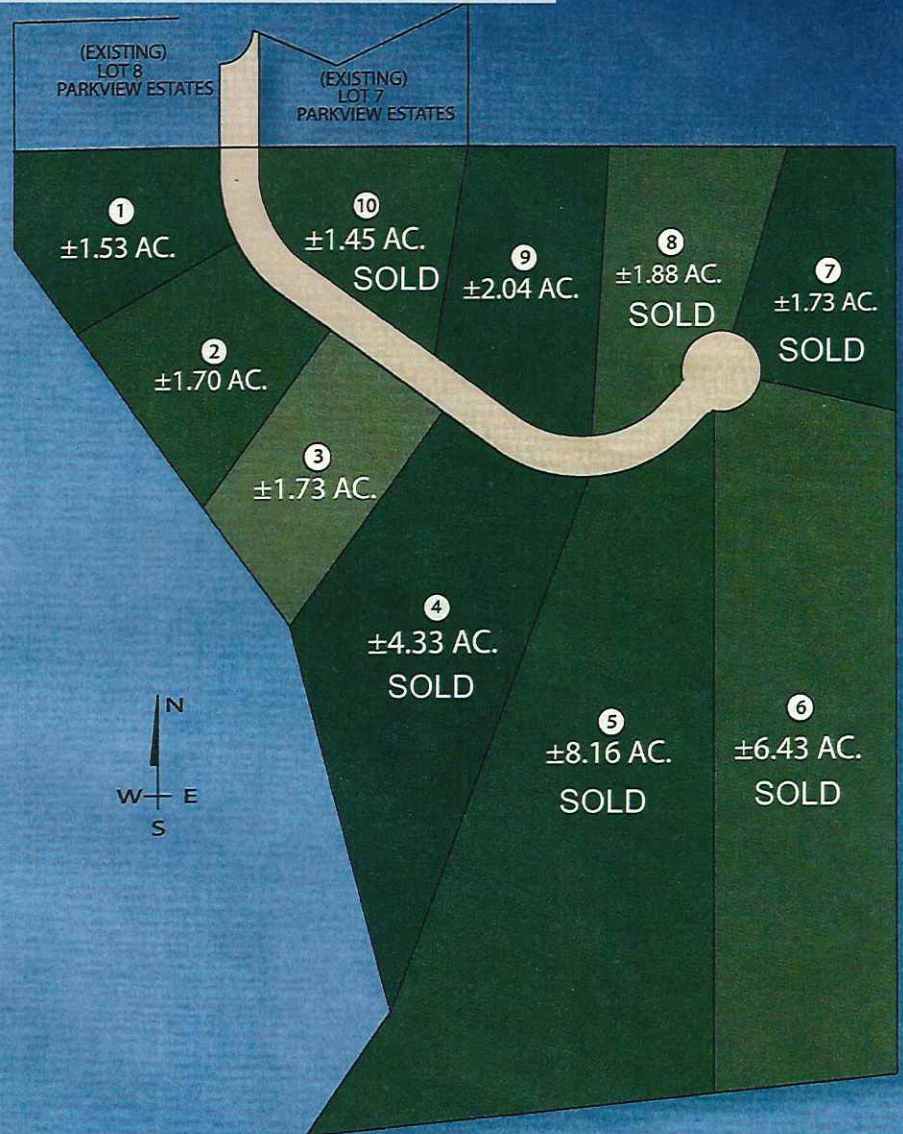 (EXISTING)
LOT 8
PARKVIEW ESTATES
(EXISTING)
LOT 7
PARKVIEW ESTATES
1
±1.53 AC.
10
±1.45 AC.
SOLD
9
±2.04 AC.
8
±1.88 AC.
SOLD
7
±1.73 AC.
SOLD
2
±1.70 AC.
3
±1.73 AC.
4
±4.33 AC.
SOLD
5
±8.16 AC.
SOLD
6
±6.43 AC.
SOLD
N
W E
S